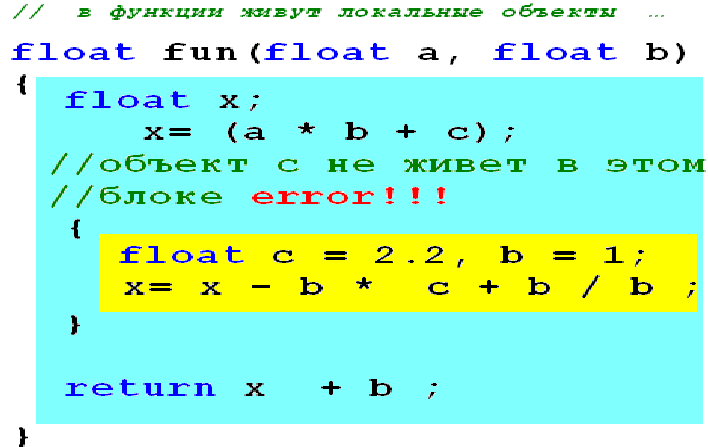 // в функции живут локальные объекты …
float fun(float a, float b)
{
float x;
x= (a * b + c);
//объект с не живет в этом
//блоке error!!!
{
float c = 2.2, b = 1;
x= x - b * c + b / b ;
}
return x + b ;
}